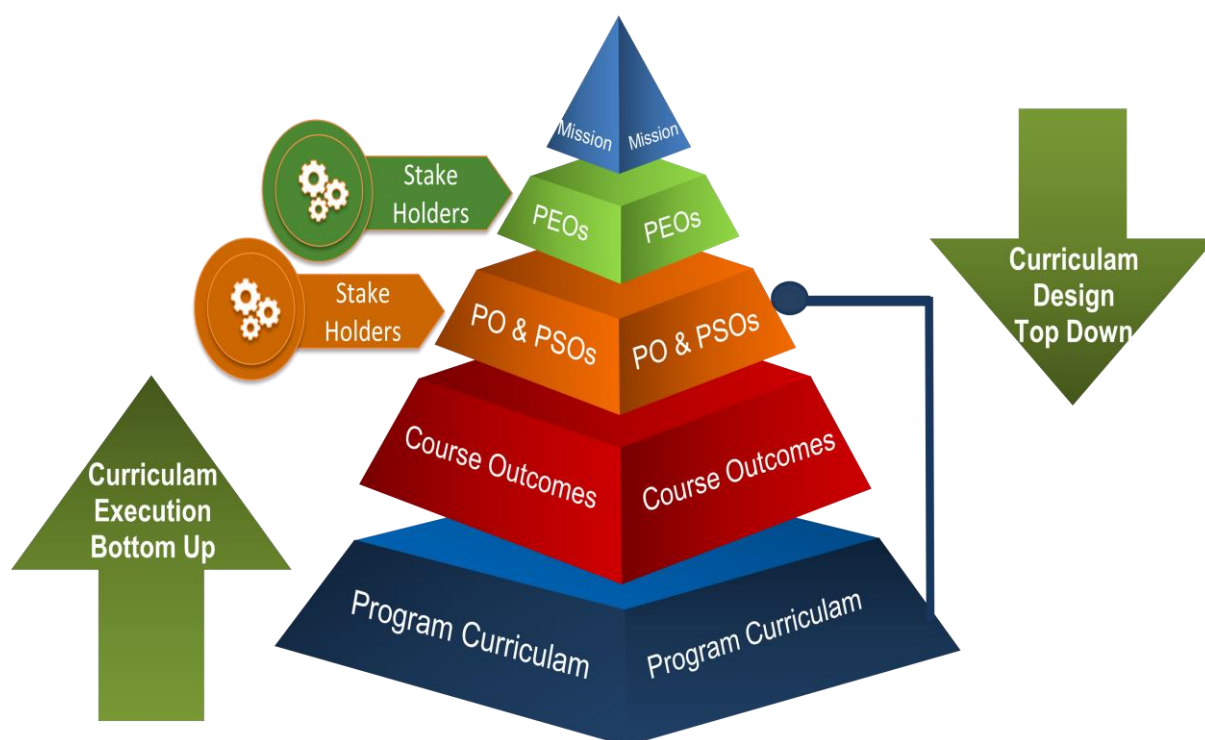 Mission Mission
Stake
Holders
PEOs PEOs
Stake
Holders
PO & PSOs PO & PSOs
Curriculam
Design
Top Down
Course Outcomes Course Outcomes
Curriculam
Execution
Bottom Up
Program Curriculam Program Curriculam